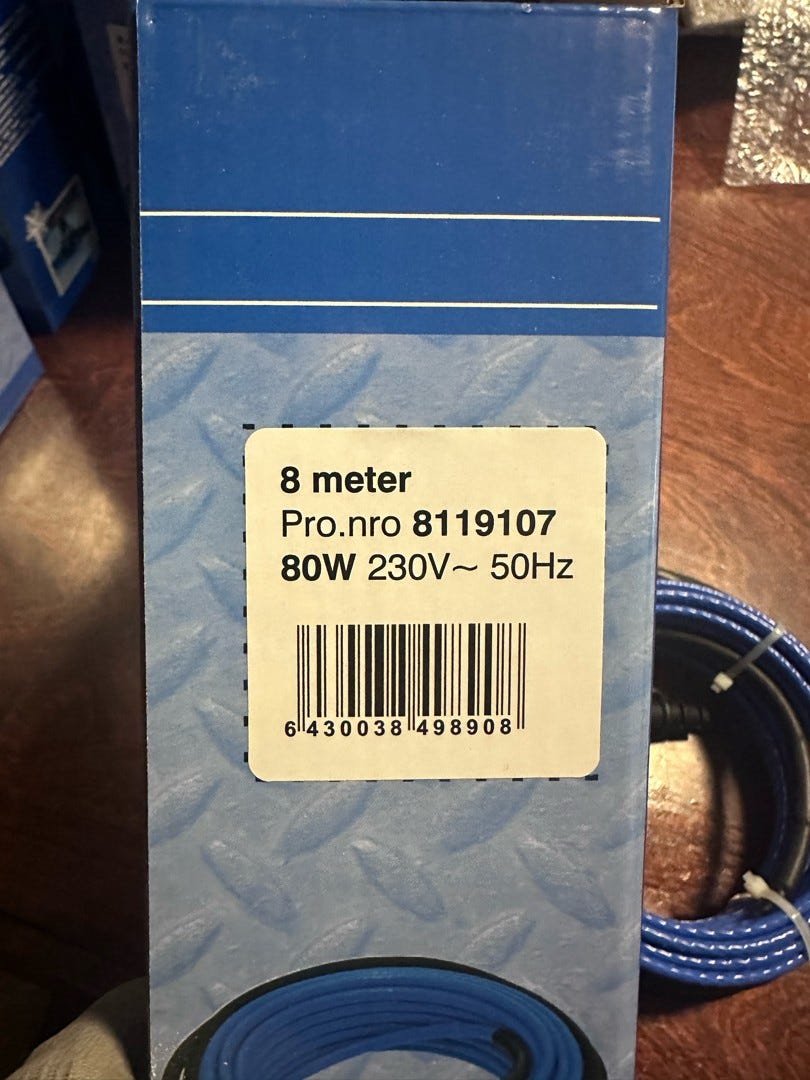 8 meter
Pro.nro 8119107
80W 230V~ 50Hz
6 430038 498908